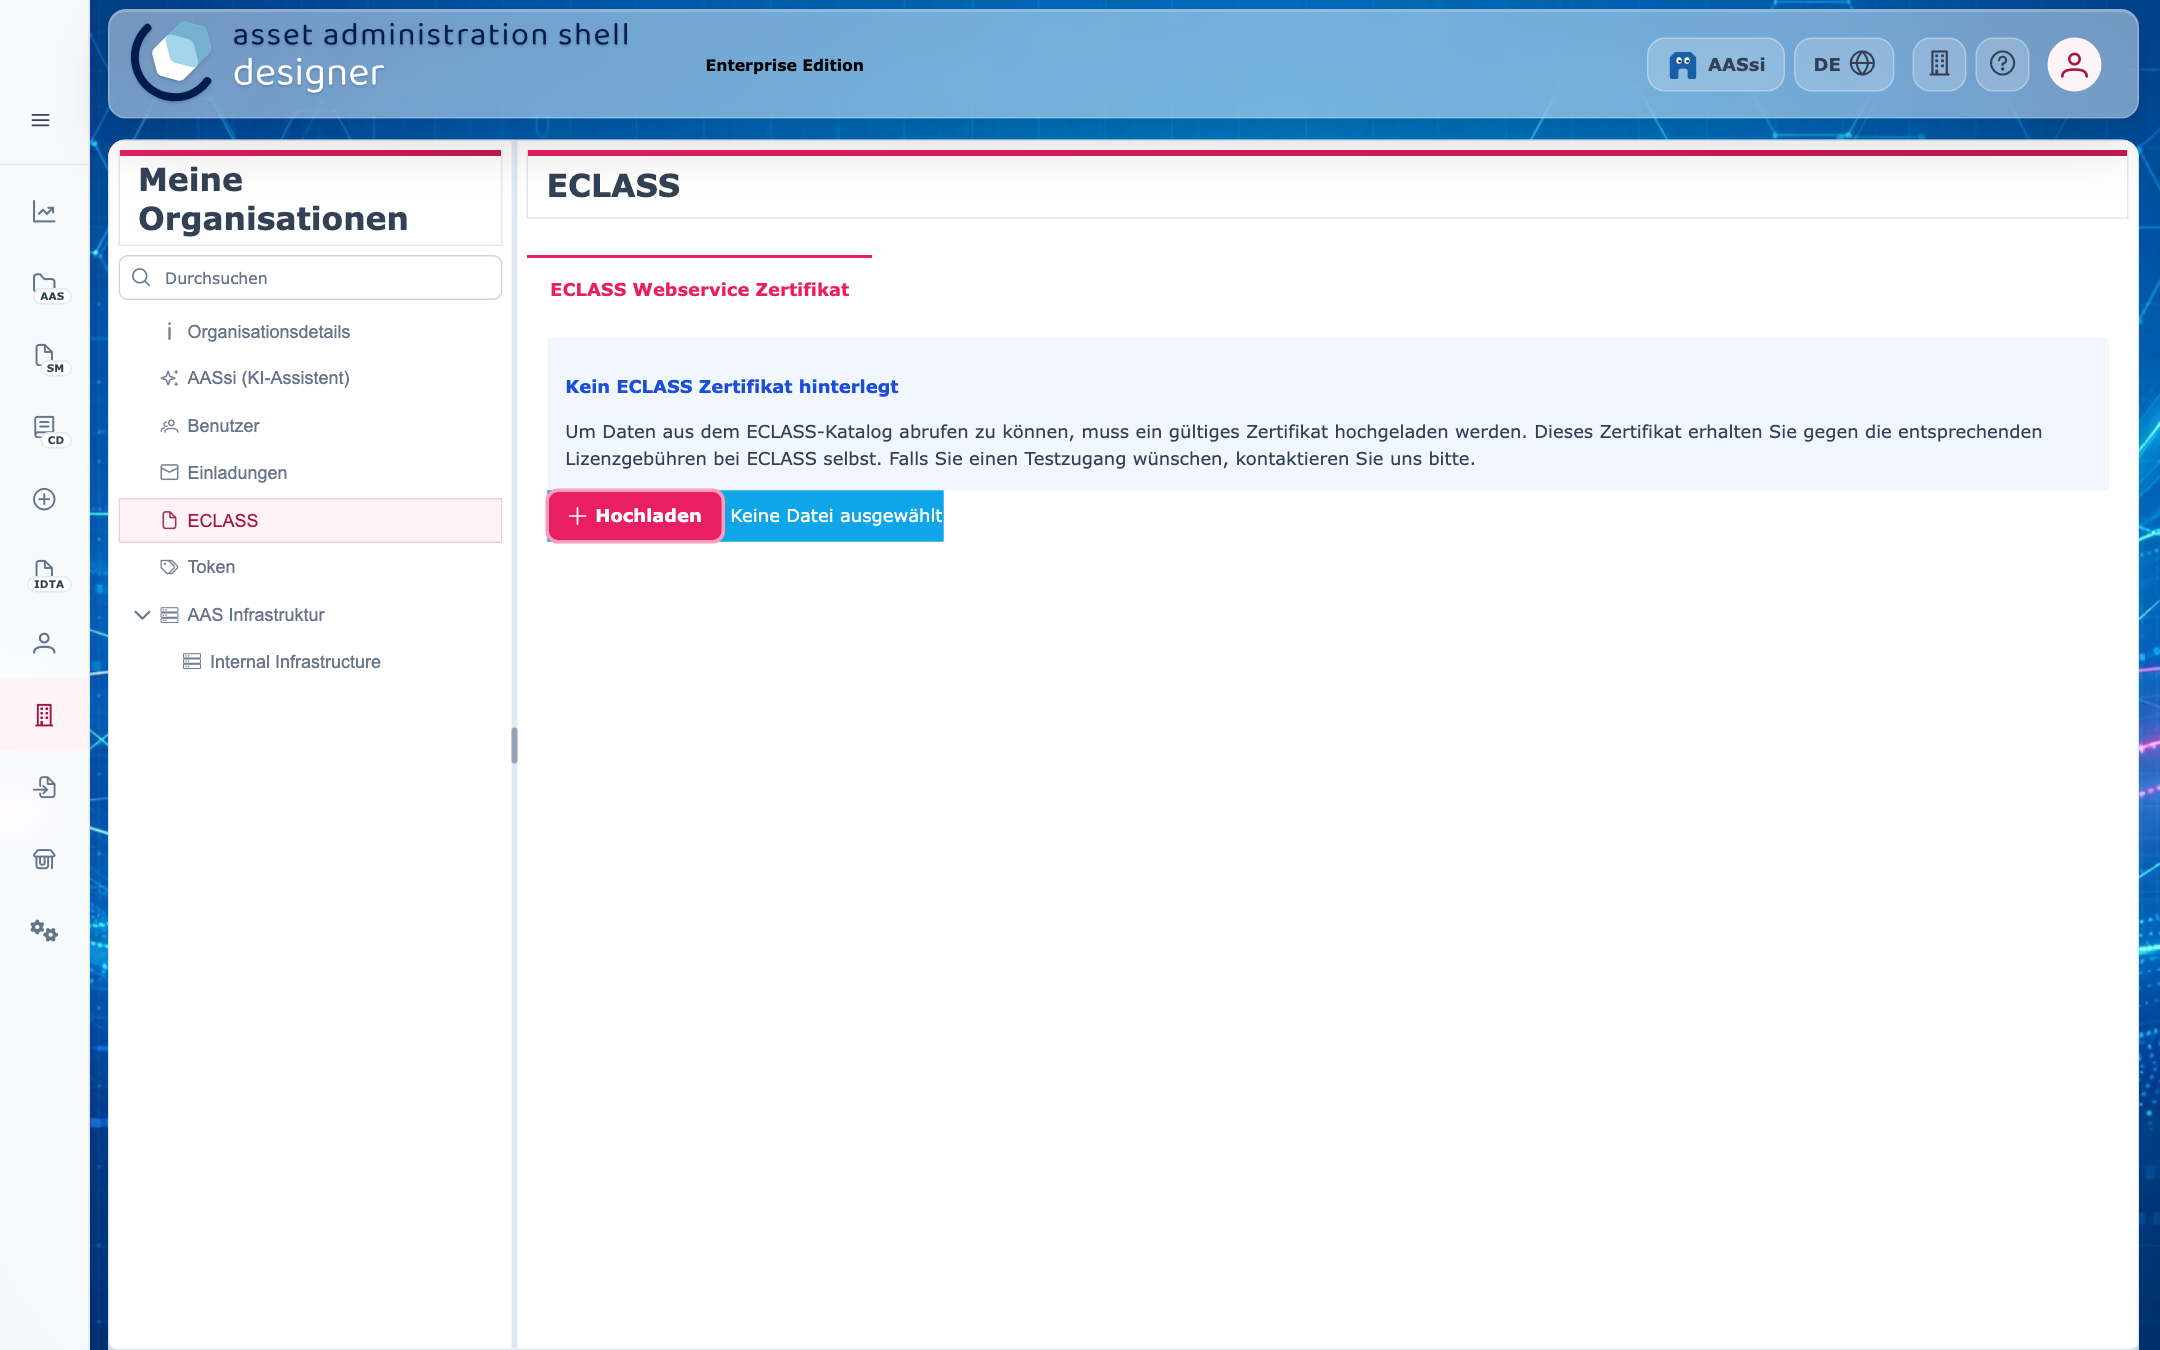 asset administration shell
designer
Enterprise Edition
AASsi
DE
AAS
SM
CD
IDTA
Meine
Organisationen
Durchsuchen
Organisationsdetails
AASsi (KI-Assistent)
Benutzer
Einladungen
ECLASS
Token
AAS Infrastruktur
Internal Infrastructure
ECLASS
ECLASS Webservice Zertifikat
Kein ECLASS Zertifikat hinterlegt
Um Daten aus dem ECLASS-Katalog abrufen zu können, muss ein gültiges Zertifikat hochgeladen werden. Dieses Zertifikat erhalten Sie gegen die entsprechenden
Lizenzgebühren bei ECLASS selbst. Falls Sie einen Testzugang wünschen, kontaktieren Sie uns bitte.
Hochladen
Keine Datei ausgewählt